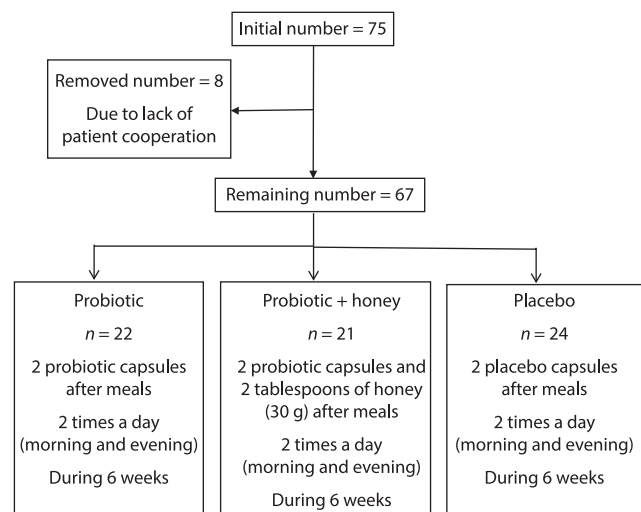 Initial number = 75
Removed number = 8
Due to lack of
patient cooperation
Remaining number = 67
Probiotic
n = 22
2 probiotic capsules
after meals
2 times a day
(morning and evening)
During 6 weeks
Probiotic + honey
n = 21
2 probiotic capsules and
2 tablespoons of honey
(30 g) after meals
2 times a day
(morning and evening)
During 6 weeks
Placebo
n = 24
2 placebo capsules
after meals
2 times a day
(morning and evening)
During 6 weeks